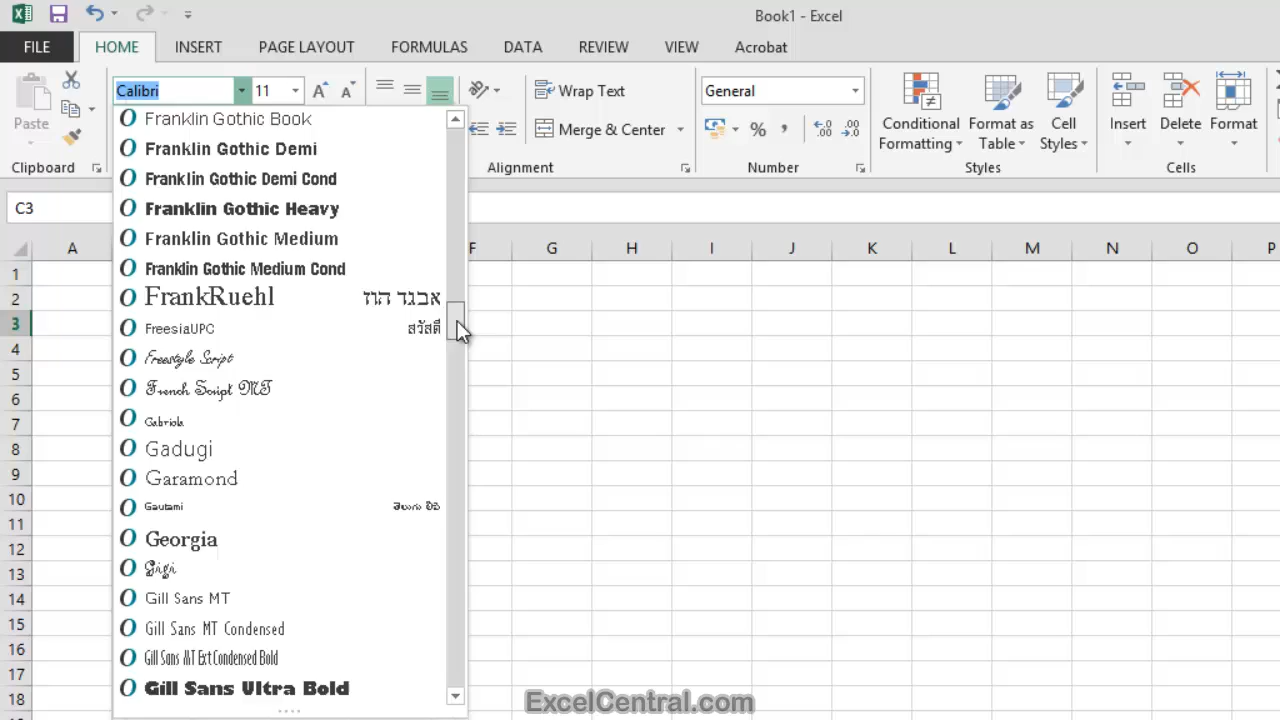 Book1 - Excel
FILE HOME INSERT PAGE LAYOUT FORMULAS DATA REVIEW VIEW Acrobat
Calibri 11 Wrap Text General
Paste Merge & Center % Conditional Formatting Format as Table Cell Styles Insert Delete Format
Clipboard Alignment Number Styles Cells
C3
A F G H I J K L M N O P
1
2
3
4
5
6
7
8
9
10
11
12
13
14
15
16
17
18
Franklin Gothic Book
Franklin Gothic Demi
Franklin Gothic Demi Cond
Franklin Gothic Heavy
Franklin Gothic Medium
Franklin Gothic Medium Cond
FrankRuehl אבגד הוז
FreesiaUPC สวัสดี
Freestyle Script
French Script MT
Gabriola
Gadugi
Garamond
Gautami తెలుగు లిపి
Georgia
Gigi
Gill Sans MT
Gill Sans MT Condensed
Gill Sans MT Ext Condensed Bold
Gill Sans Ultra Bold
ExcelCentral.com